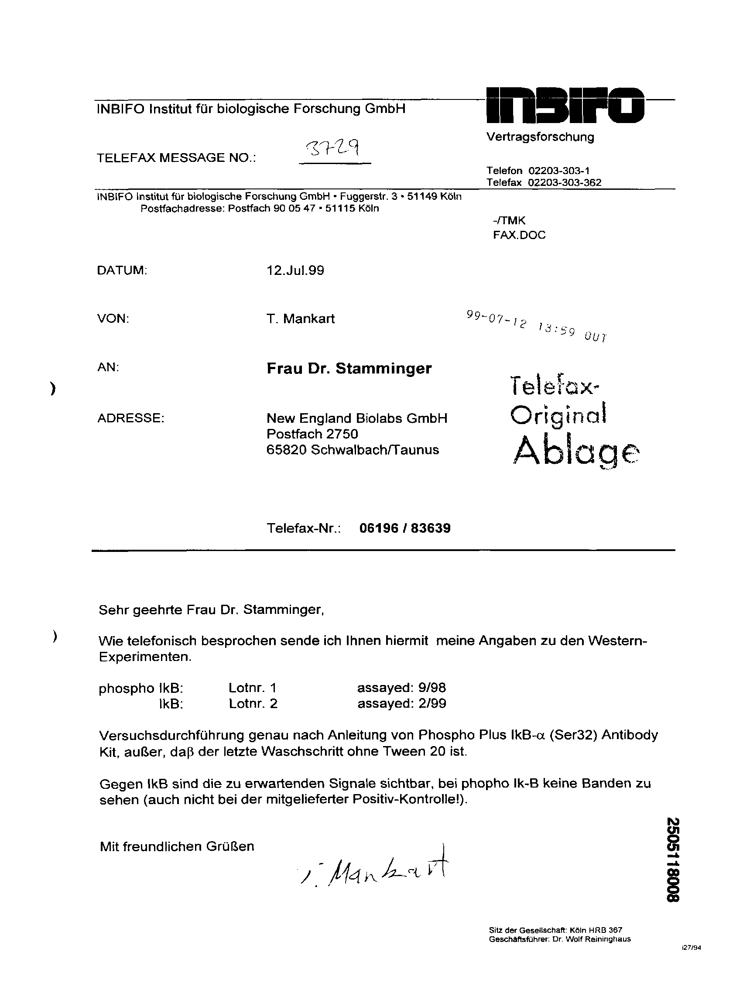 INBIFO Institut für biologische Forschung GmbH
INBIFO
Vertragsforschung
TELEFAX MESSAGE NO.: 3729
Telefon 02203-303-1
Telefax 02203-303-362
INBIFO Institut für biologische Forschung GmbH • Fuggerstr. 3 • 51149 Köln
Postfachadresse: Postfach 90 05 47 • 51115 Köln
-/TMK
FAX.DOC
DATUM: 12.Jul.99
VON: T. Mankart
99-07-12 13:59 OUT
AN: Frau Dr. Stamminger
Telefax-
Original
Ablage
ADRESSE: New England Biolabs GmbH
Postfach 2750
65820 Schwalbach/Taunus
Telefax-Nr.: 06196 / 83639
Sehr geehrte Frau Dr. Stamminger,
Wie telefonisch besprochen sende ich Ihnen hiermit meine Angaben zu den Western-
Experimenten.
phospho IkB: Lotnr. 1 assayed: 9/98
IkB: Lotnr. 2 assayed: 2/99
Versuchsdurchführung genau nach Anleitung von Phospho Plus IkB-α (Ser32) Antibody
Kit, außer, daβ der letzte Waschschritt ohne Tween 20 ist.
Gegen IkB sind die zu erwartenden Signale sichtbar, bei phopho Ik-B keine Banden zu
sehen (auch nicht bei der mitgelieferter Positiv-Kontrolle!).
Mit freundlichen Grüßen
T. Mankart
2505118008
Sitz der Gesellschaft: Köln HRB 367
Geschäftsführer: Dr. Wolf Reininghaus
i27/94